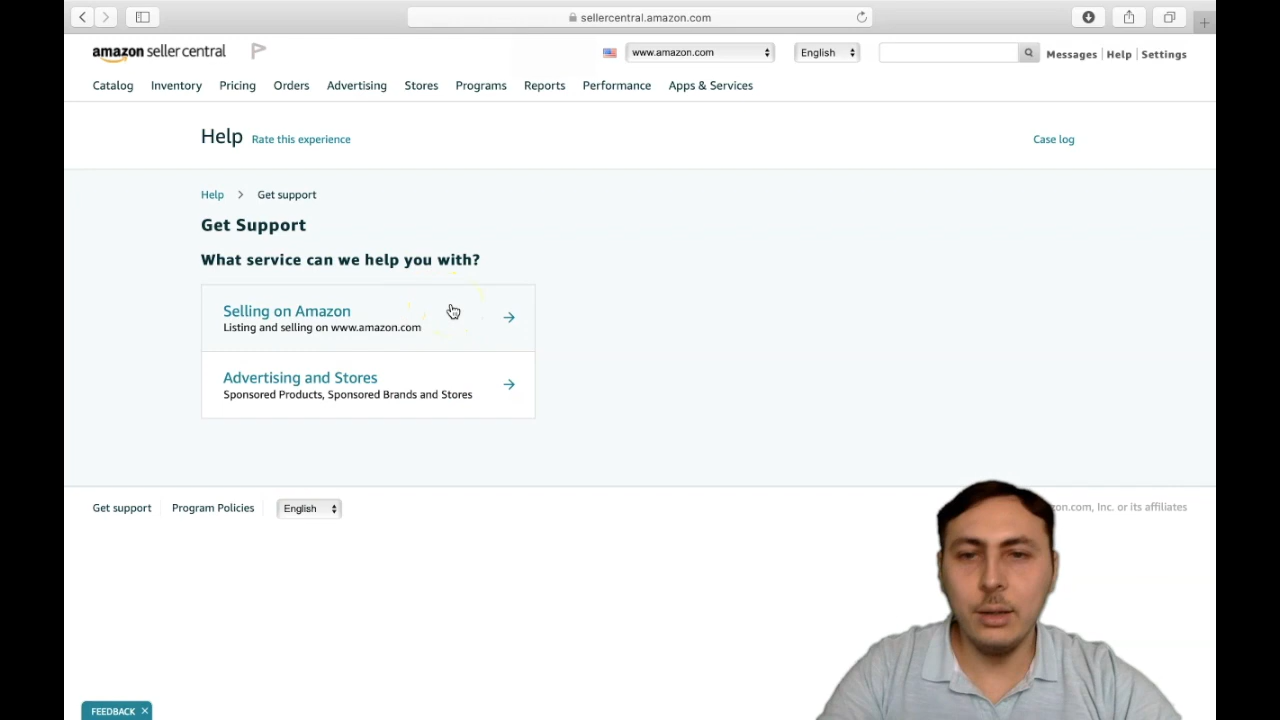 sellercentral.amazon.com
amazon seller central
www.amazon.com
English
Messages | Help | Settings
Catalog Inventory Pricing Orders Advertising Stores Programs Reports Performance Apps & Services
Help Rate this experience
Case log
Help > Get support
Get Support
What service can we help you with?
Selling on Amazon
Listing and selling on www.amazon.com
Advertising and Stores
Sponsored Products, Sponsored Brands and Stores
Get support Program Policies English
Inc. or its affiliates
FEEDBACK ×